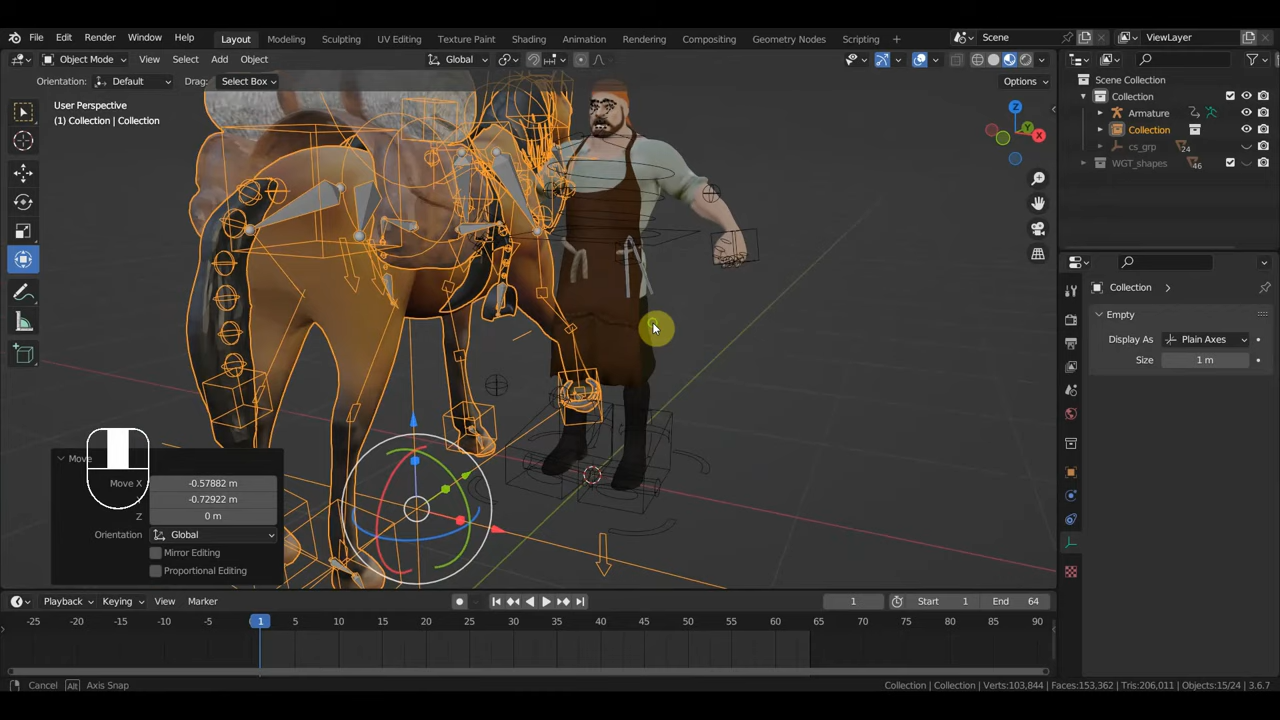 File Edit Render Window Help Layout Modeling Sculpting UV Editing Texture Paint Shading Animation Rendering Compositing Geometry Nodes Scripting + Scene ViewLayer
Object Mode View Select Add Object Global Options
Orientation: Default Drag: Select Box
User Perspective
(1) Collection | Collection
Z
Y
X
Scene Collection
Collection
Armature
Collection
cs_grp 24
WGT_shapes 46
Collection
Empty
Display As Plain Axes
Size 1 m
Move
Move X -0.57882 m
-0.72922 m
Z 0 m
Orientation Global
Mirror Editing
Proportional Editing
Playback Keying View Marker 1 Start 1 End 64
-25 -20 -15 -10 -5 1 5 10 15 20 25 30 35 40 45 50 55 60 65 70 75 80 85 90
Cancel Alt Axis Snap Collection | Collection | Verts:103,844 | Faces:153,362 | Tris:206,011 | Objects:15/24 | 3.6.7